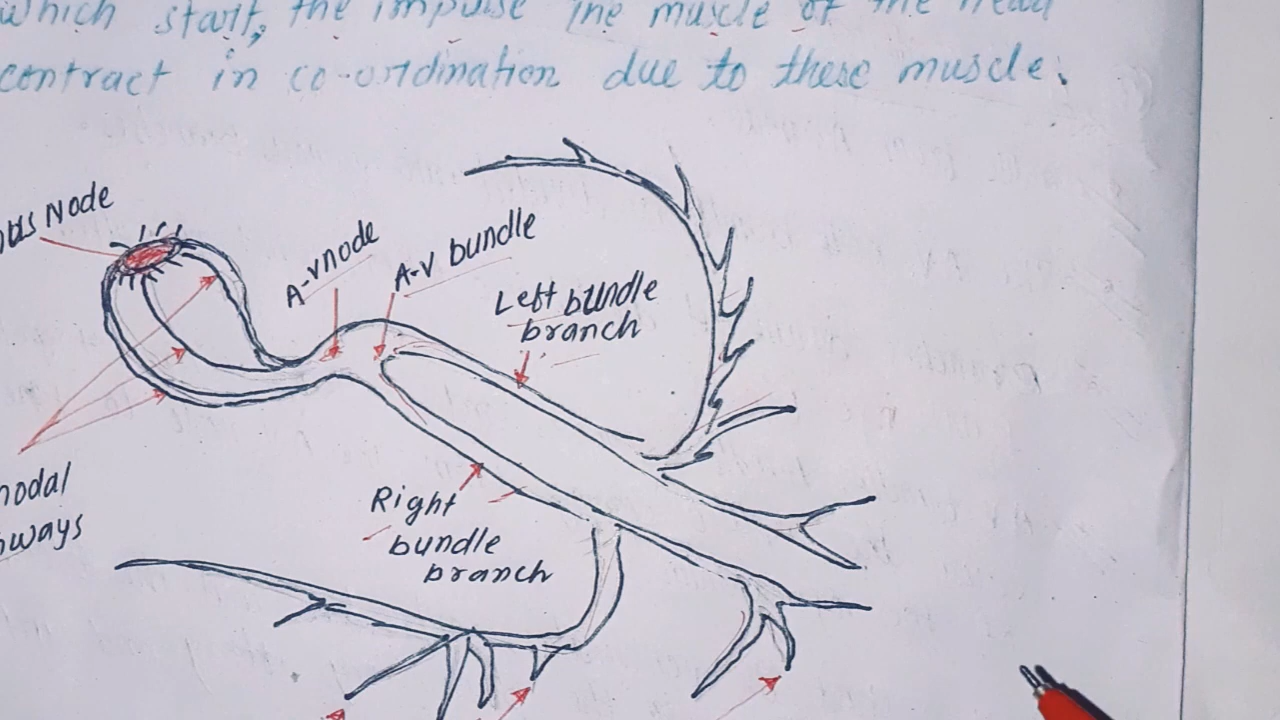 which start, the impulse The muscle of the head
contract in co-ordination due to these muscle.
Node
A-V node
A-V bundle
Left bundle
branch
nodal
ways
Right
bundle
branch